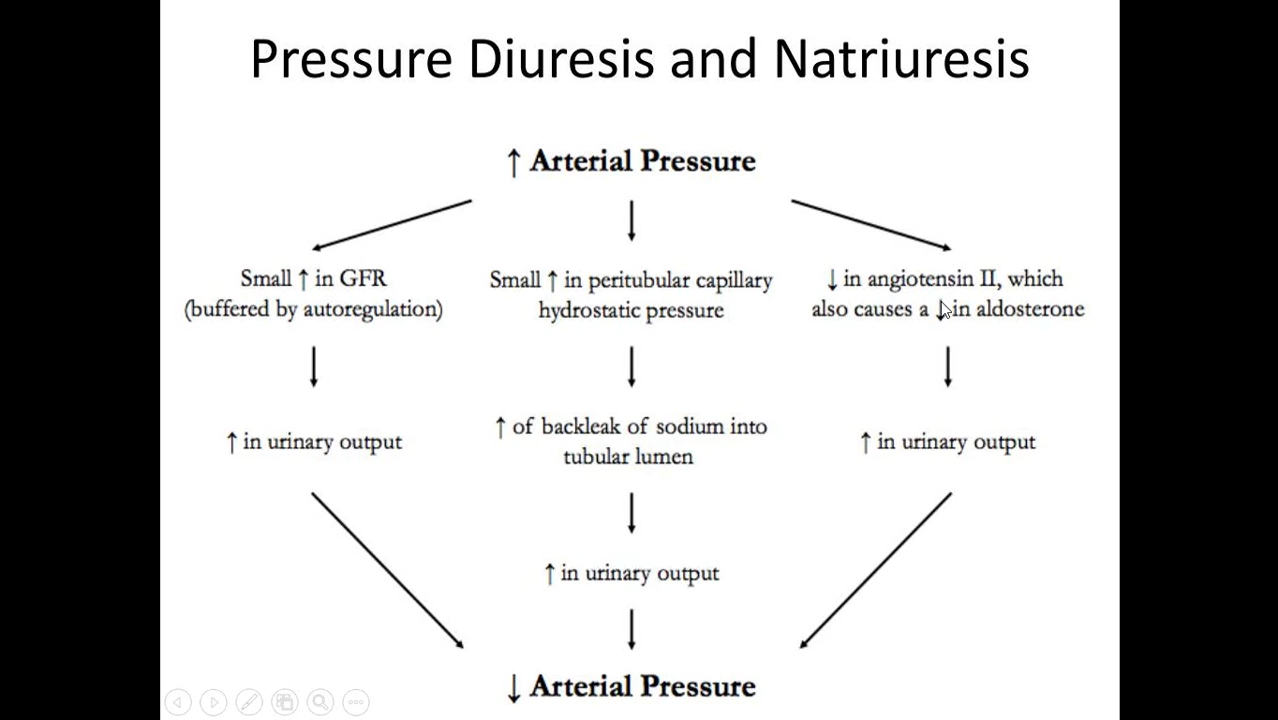 Pressure Diuresis and Natriuresis
↑ Arterial Pressure
Small ↑ in GFR
(buffered by autoregulation)
Small ↑ in peritubular capillary
hydrostatic pressure
↓ in angiotensin II, which
also causes a ↓ in aldosterone
↑ in urinary output
↑ of backleak of sodium into
tubular lumen
↑ in urinary output
↑ in urinary output
↓ Arterial Pressure